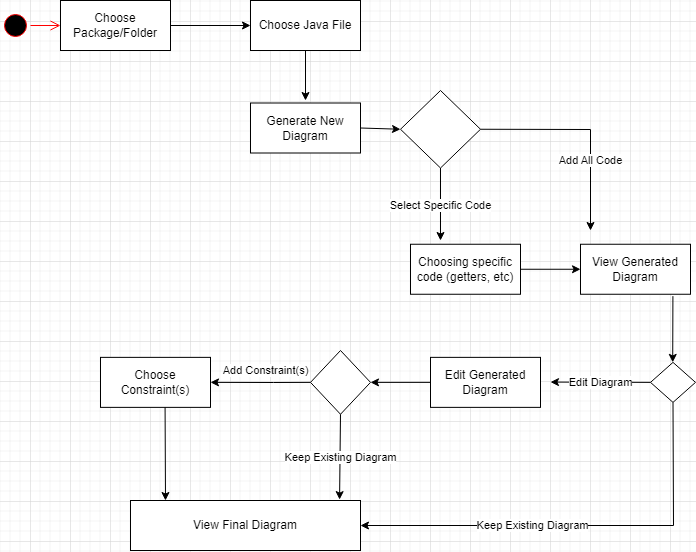 Choose
Package/Folder
Choose Java File
Generate New
Diagram
Add All Code
Select Specific Code
Choosing specific
code (getters, etc)
View Generated
Diagram
Choose
Constraint(s)
Add Constraint(s)
Edit Generated
Diagram
Edit Diagram
Keep Existing Diagram
View Final Diagram
Keep Existing Diagram